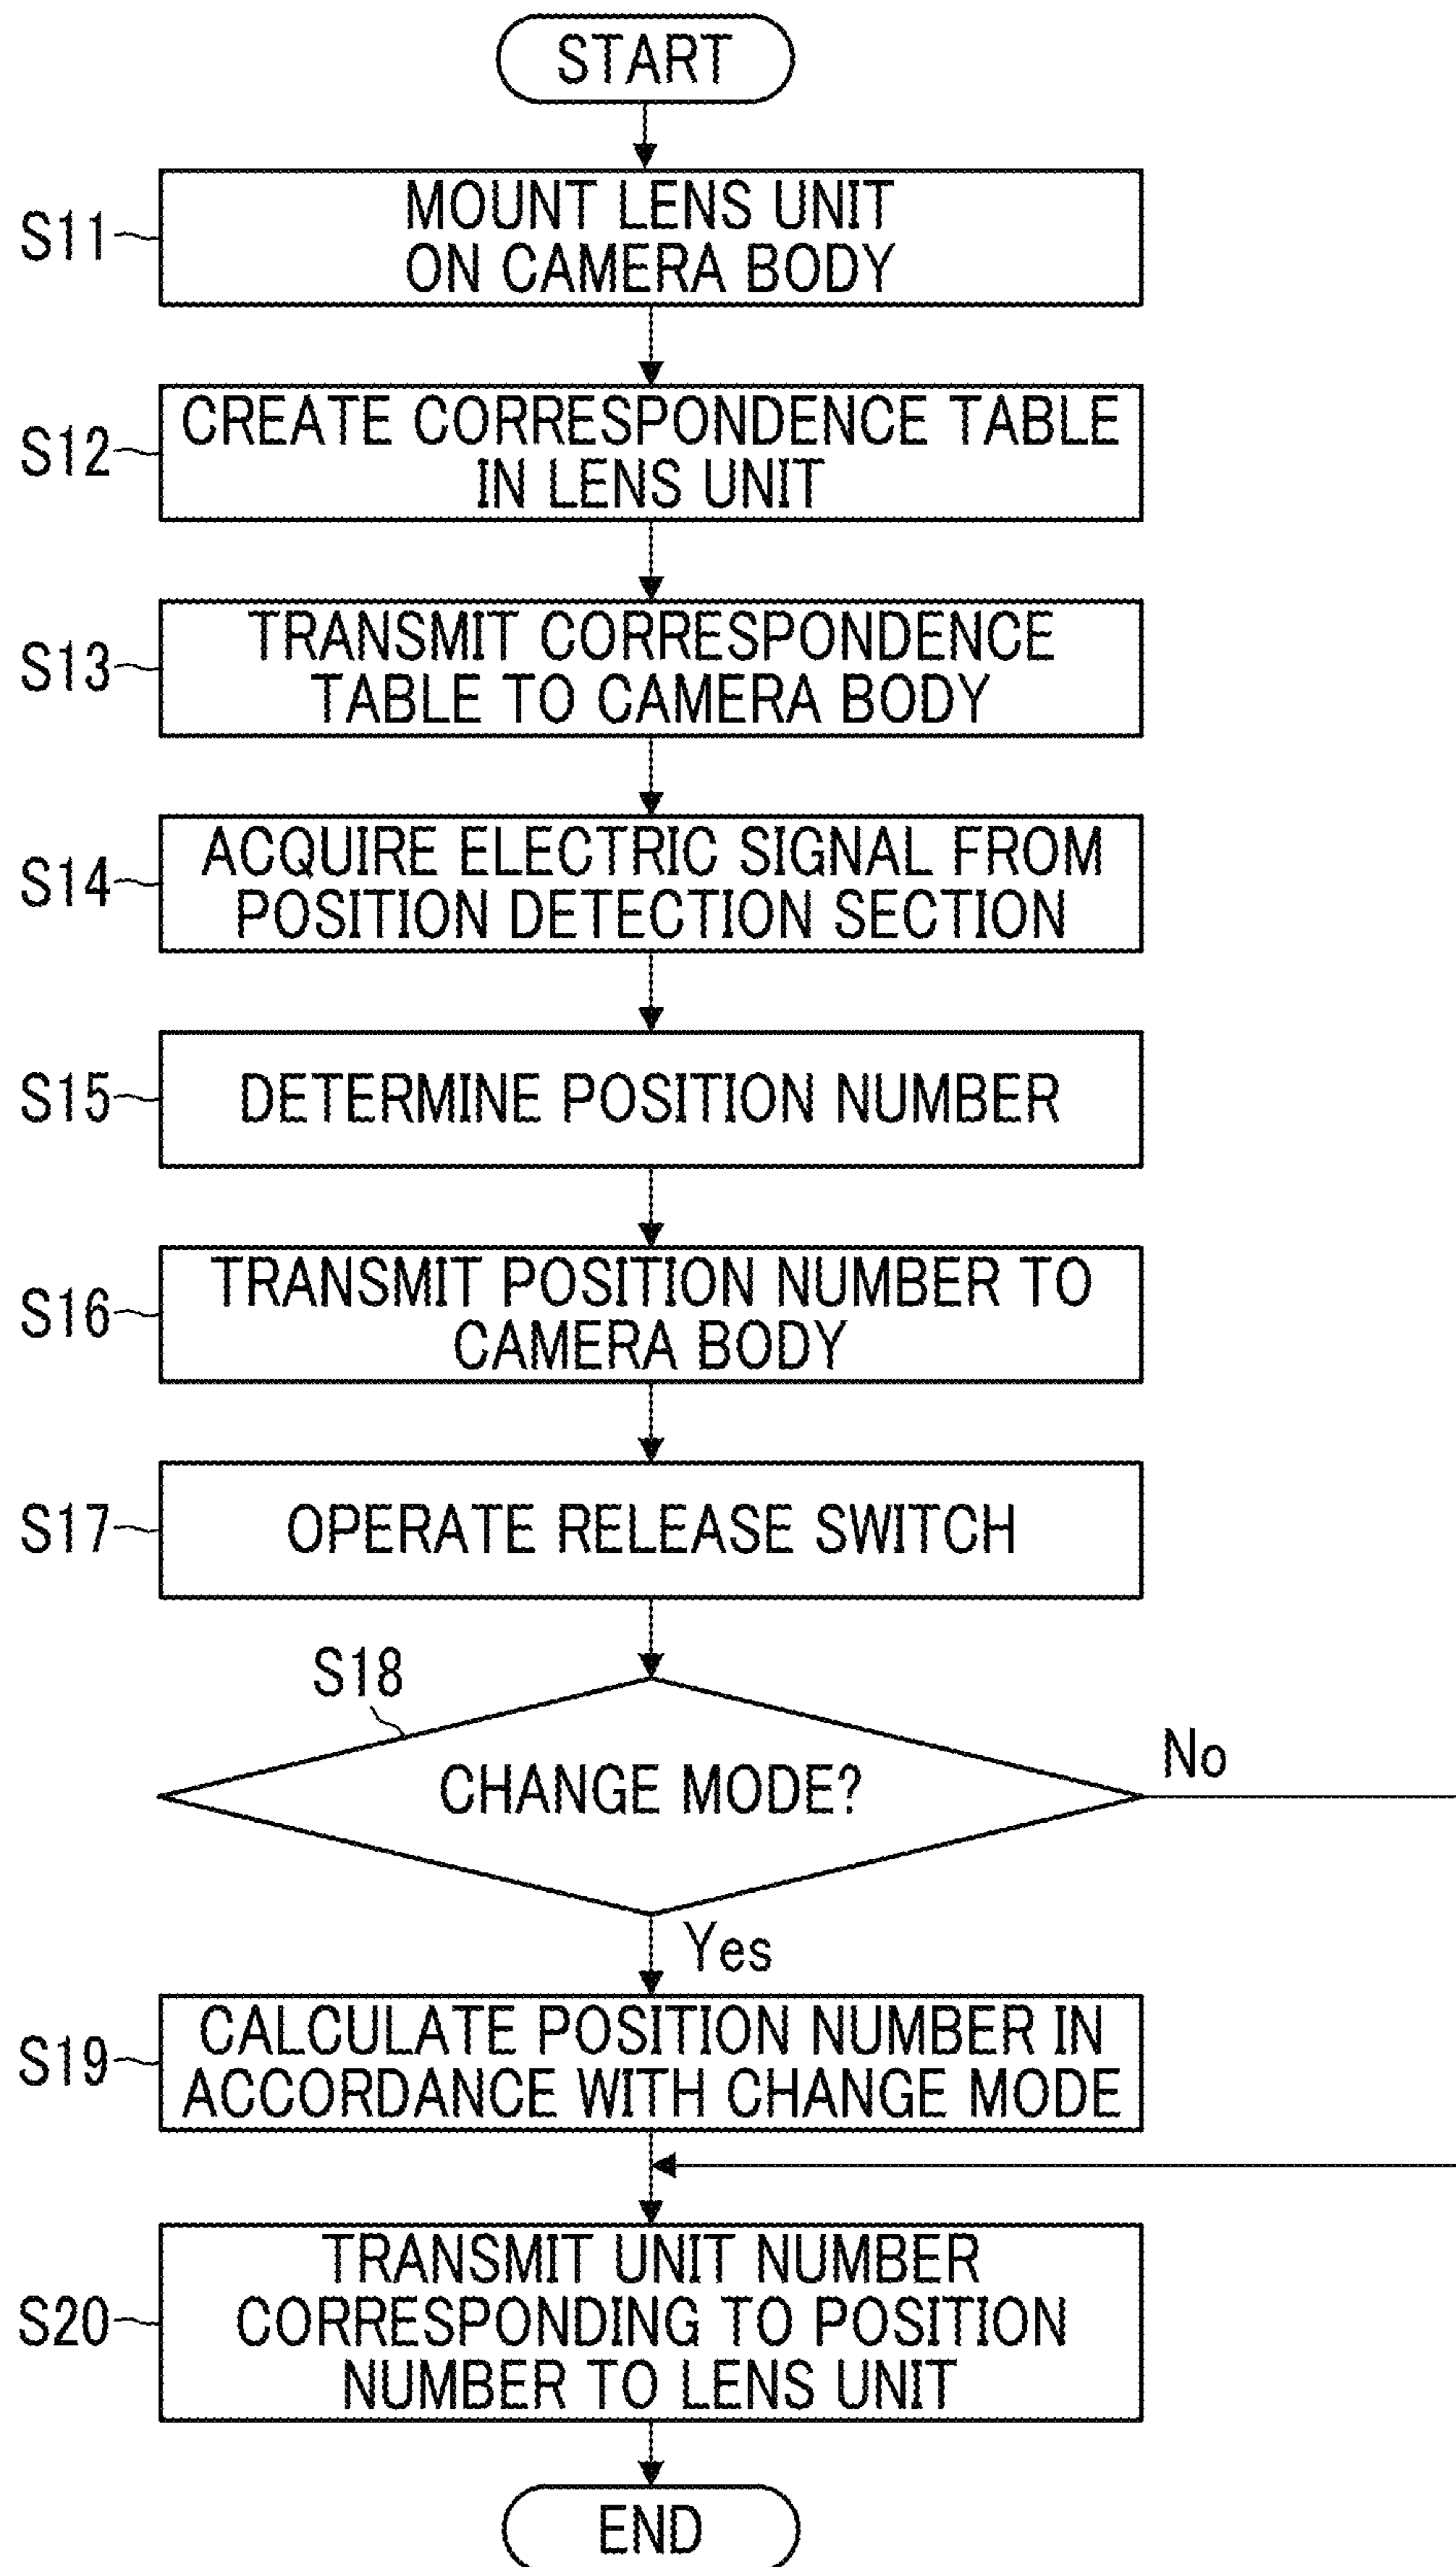 START
S11
MOUNT LENS UNIT
ON CAMERA BODY
S12
CREATE CORRESPONDENCE TABLE
IN LENS UNIT
S13
TRANSMIT CORRESPONDENCE
TABLE TO CAMERA BODY
S14
ACQUIRE ELECTRIC SIGNAL FROM
POSITION DETECTION SECTION
S15
DETERMINE POSITION NUMBER
S16
TRANSMIT POSITION NUMBER TO
CAMERA BODY
S17
OPERATE RELEASE SWITCH
S18
CHANGE MODE?
No
Yes
S19
CALCULATE POSITION NUMBER IN
ACCORDANCE WITH CHANGE MODE
S20
TRANSMIT UNIT NUMBER
CORRESPONDING TO POSITION
NUMBER TO LENS UNIT
END